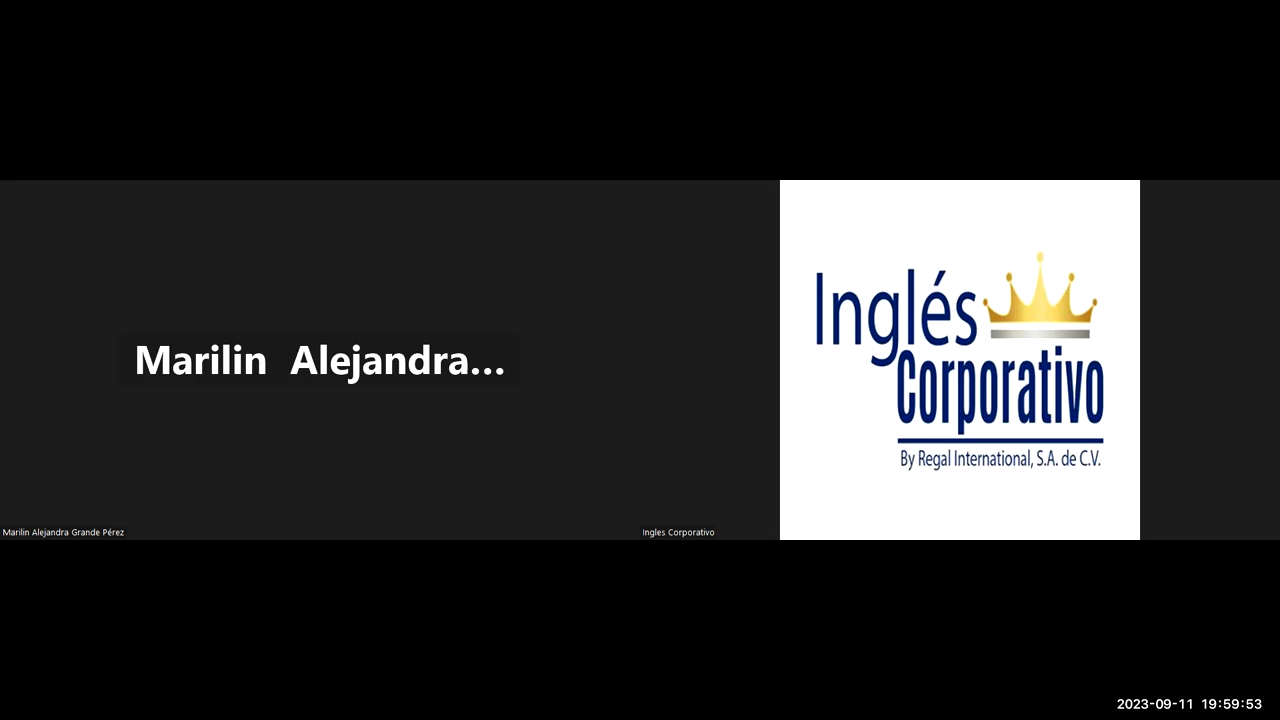 Marilin Alejandra...
Marilin Alejandra Grande Pérez
Inglés
Corporativo
By Regal International, S.A. de C.V.
Ingles Corporativo
2023-09-11 19:59:53